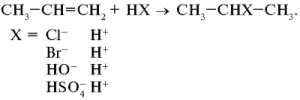 CH₃–CH=CH₂ + HX → CH₃–CHX–CH₃.
X = Cl⁻ H⁺
Br⁻ H⁺
HO⁻ H⁺
HSO₄⁻ H⁺